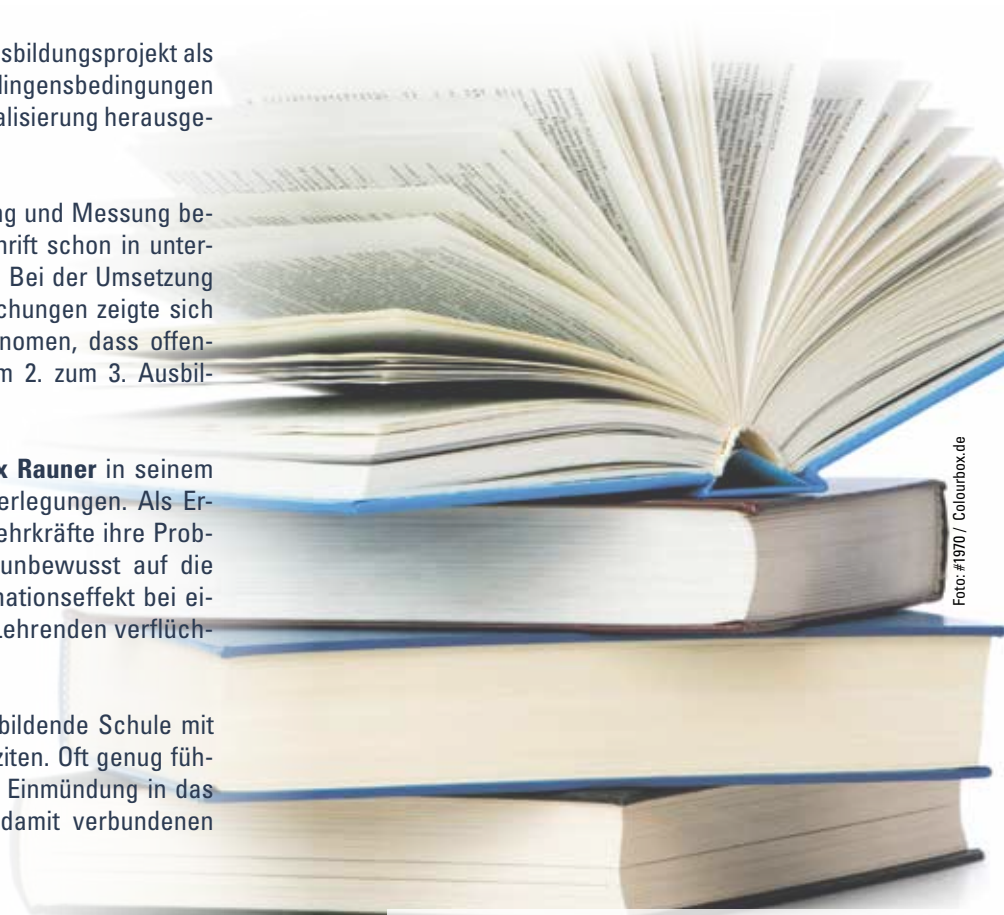 sbildungsprojekt als
lingensbedingungen
alisierung herausge-
ng und Messung be-
hrift schon in unter-
Bei der Umsetzung
chungen zeigte sich
nomen, dass offen-
m 2. zum 3. Ausbil-
x Rauner in seinem
erlegungen. Als Er-
ehrkräfte ihre Prob-
unbewusst auf die
nationseffekt bei ei-
Lehrenden verflüch-
bildende Schule mit
ziten. Oft genug füh-
Einmündung in das
damit verbundenen
Foto: #1970 / Colourbox.de